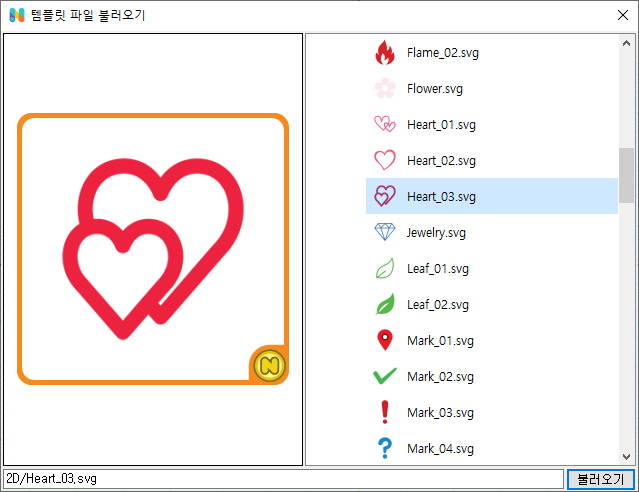 템플릿 파일 불러오기
Flame_02.svg
Flower.svg
Heart_01.svg
Heart_02.svg
Heart_03.svg
Jewelry.svg
Leaf_01.svg
Leaf_02.svg
Mark_01.svg
Mark_02.svg
Mark_03.svg
Mark_04.svg
N
2D/Heart_03.svg
불러오기